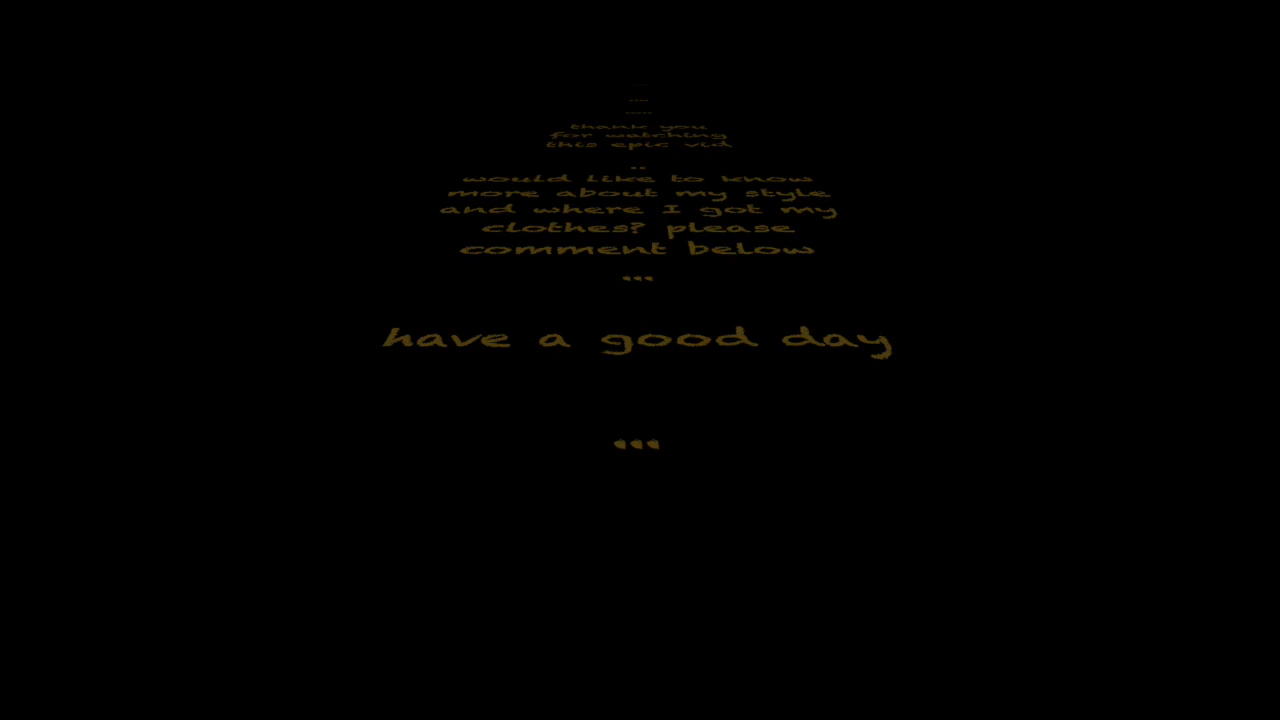 ....
.....
thank you
for watching
this epic vid
..
would like to know
more about my style
and where I got my
clothes? please
comment below
...
have a good day
...